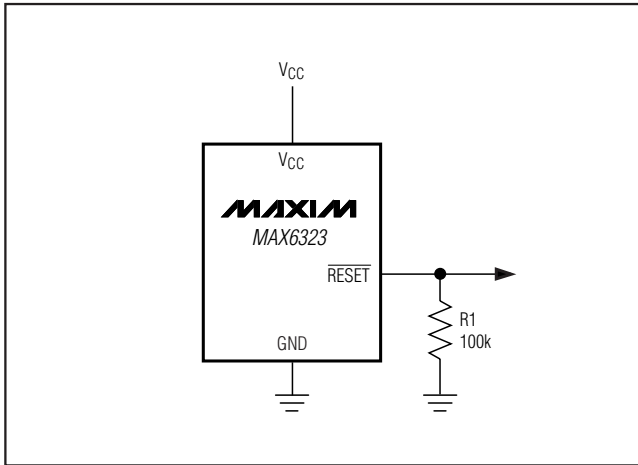 VCC
VCC
MAXIM
MAX6323
RESET
R1
100k
GND